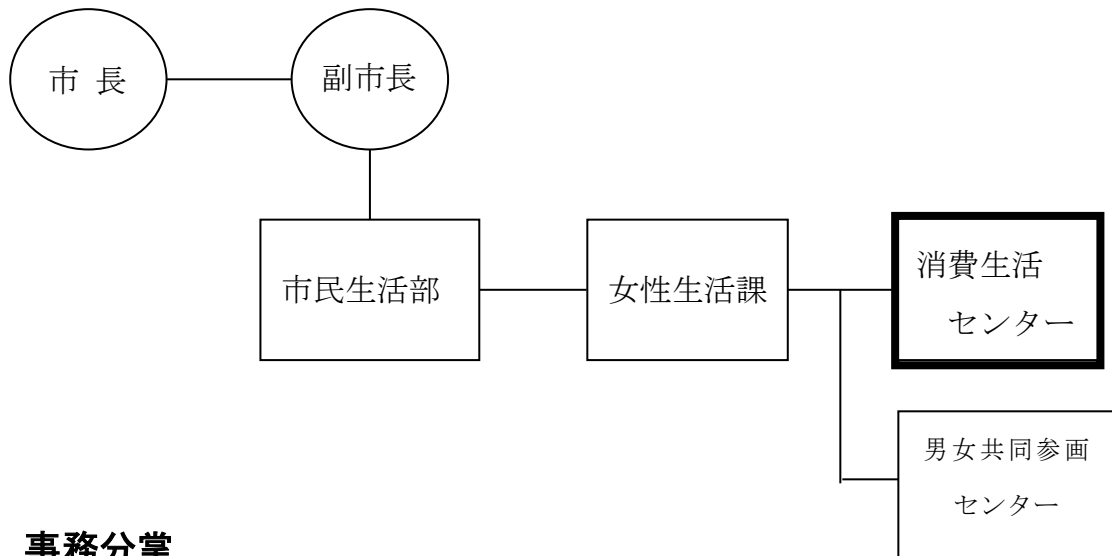 市 長
副市長
市民生活部
女性生活課
消費生活
センター
男女共同参画
センター
事務分掌